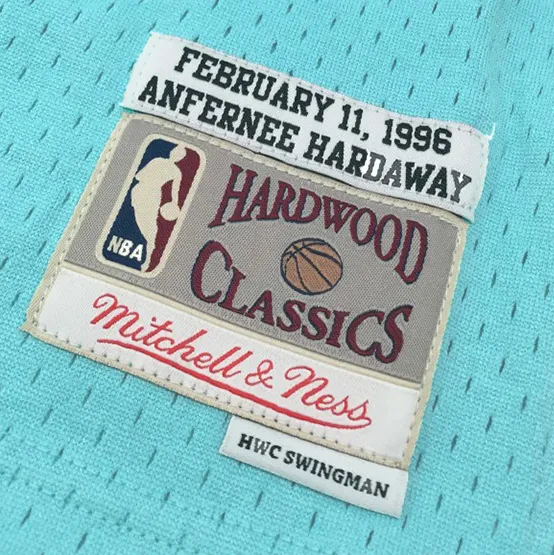 FEBRUARY 11, 1996
ANFERNEE HARDAWAY
NBA
HARDWOOD
CLASSICS
Mitchell & Ness
HWC SWINGMAN